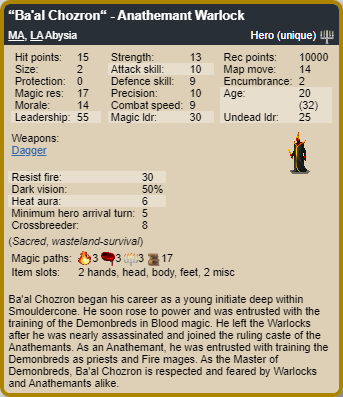 “Ba'al Chozron“ - Anathemant Warlock
MA, LA Abysia Hero (unique)
Hit points: 15 Strength: 13 Rec points: 10000
Size: 2 Attack skill: 10 Map move: 14
Protection: 0 Defence skill: 9 Encumbrance: 2
Magic res: 17 Precision: 10 Age: 20
Morale: 14 Combat speed: 9 (32)
Leadership: 55 Magic ldr: 30 Undead ldr: 25
Weapons:
Dagger
Resist fire: 30
Dark vision: 50%
Heat aura: 6
Minimum hero arrival turn: 5
Crossbreeder: 8
(Sacred, wasteland-survival)
Magic paths: 3 3 3 17
Item slots: 2 hands, head, body, feet, 2 misc
Ba'al Chozron began his career as a young initiate deep within
Smouldercone. He soon rose to power and was entrusted with the
training of the Demonbreds in Blood magic. He left the Warlocks
after he was nearly assassinated and joined the ruling caste of the
Anathemants. As an Anathemant, he was entrusted with training the
Demonbreds as priests and Fire mages. As the Master of
Demonbreds, Ba'al Chozron is respected and feared by Warlocks
and Anathemants alike.